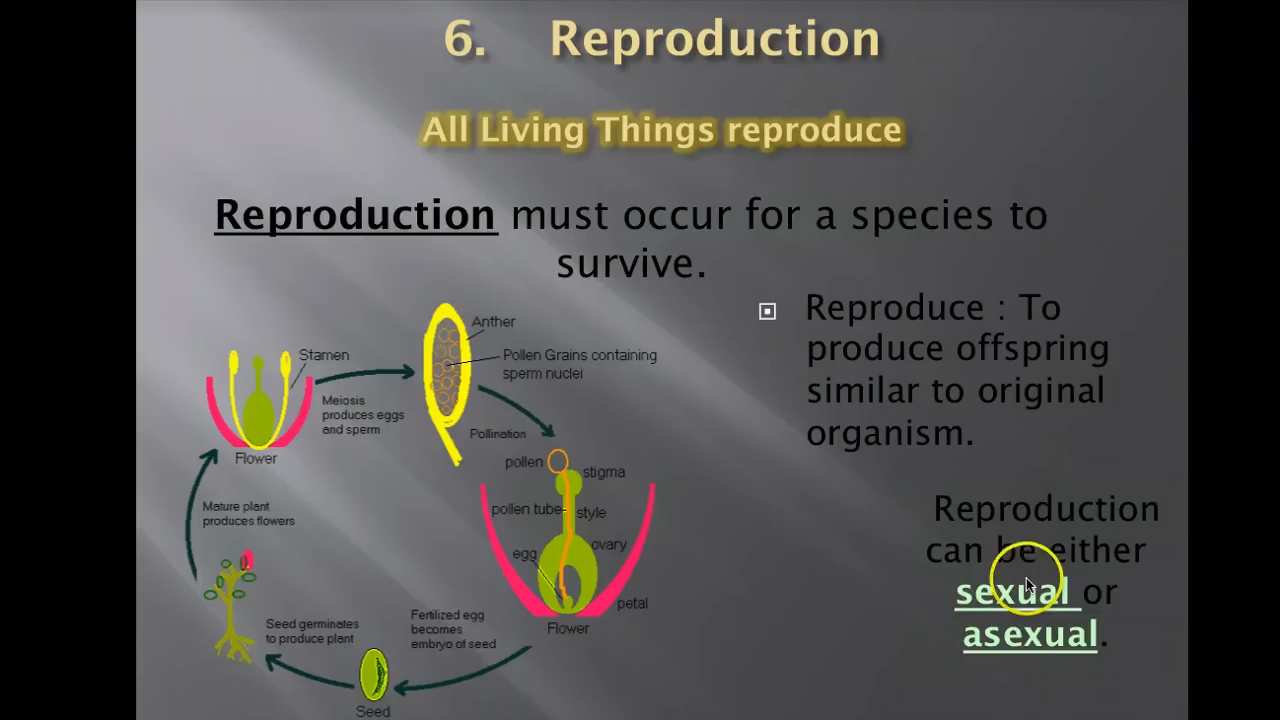 6. Reproduction
All Living Things reproduce
Reproduction must occur for a species to
survive.
Reproduce : To
produce offspring
similar to original
organism.
Reproduction
can be either
sexual or
asexual.
Anther
Pollen Grains containing
sperm nuclei
Stamen
Meiosis
produces eggs
and sperm
Flower
Pollination
pollen
stigma
pollen tube
style
egg
ovary
petal
Flower
Mature plant
produces flowers
Seed germinates
to produce plant
Fertilized egg
becomes
embryo of seed
Seed